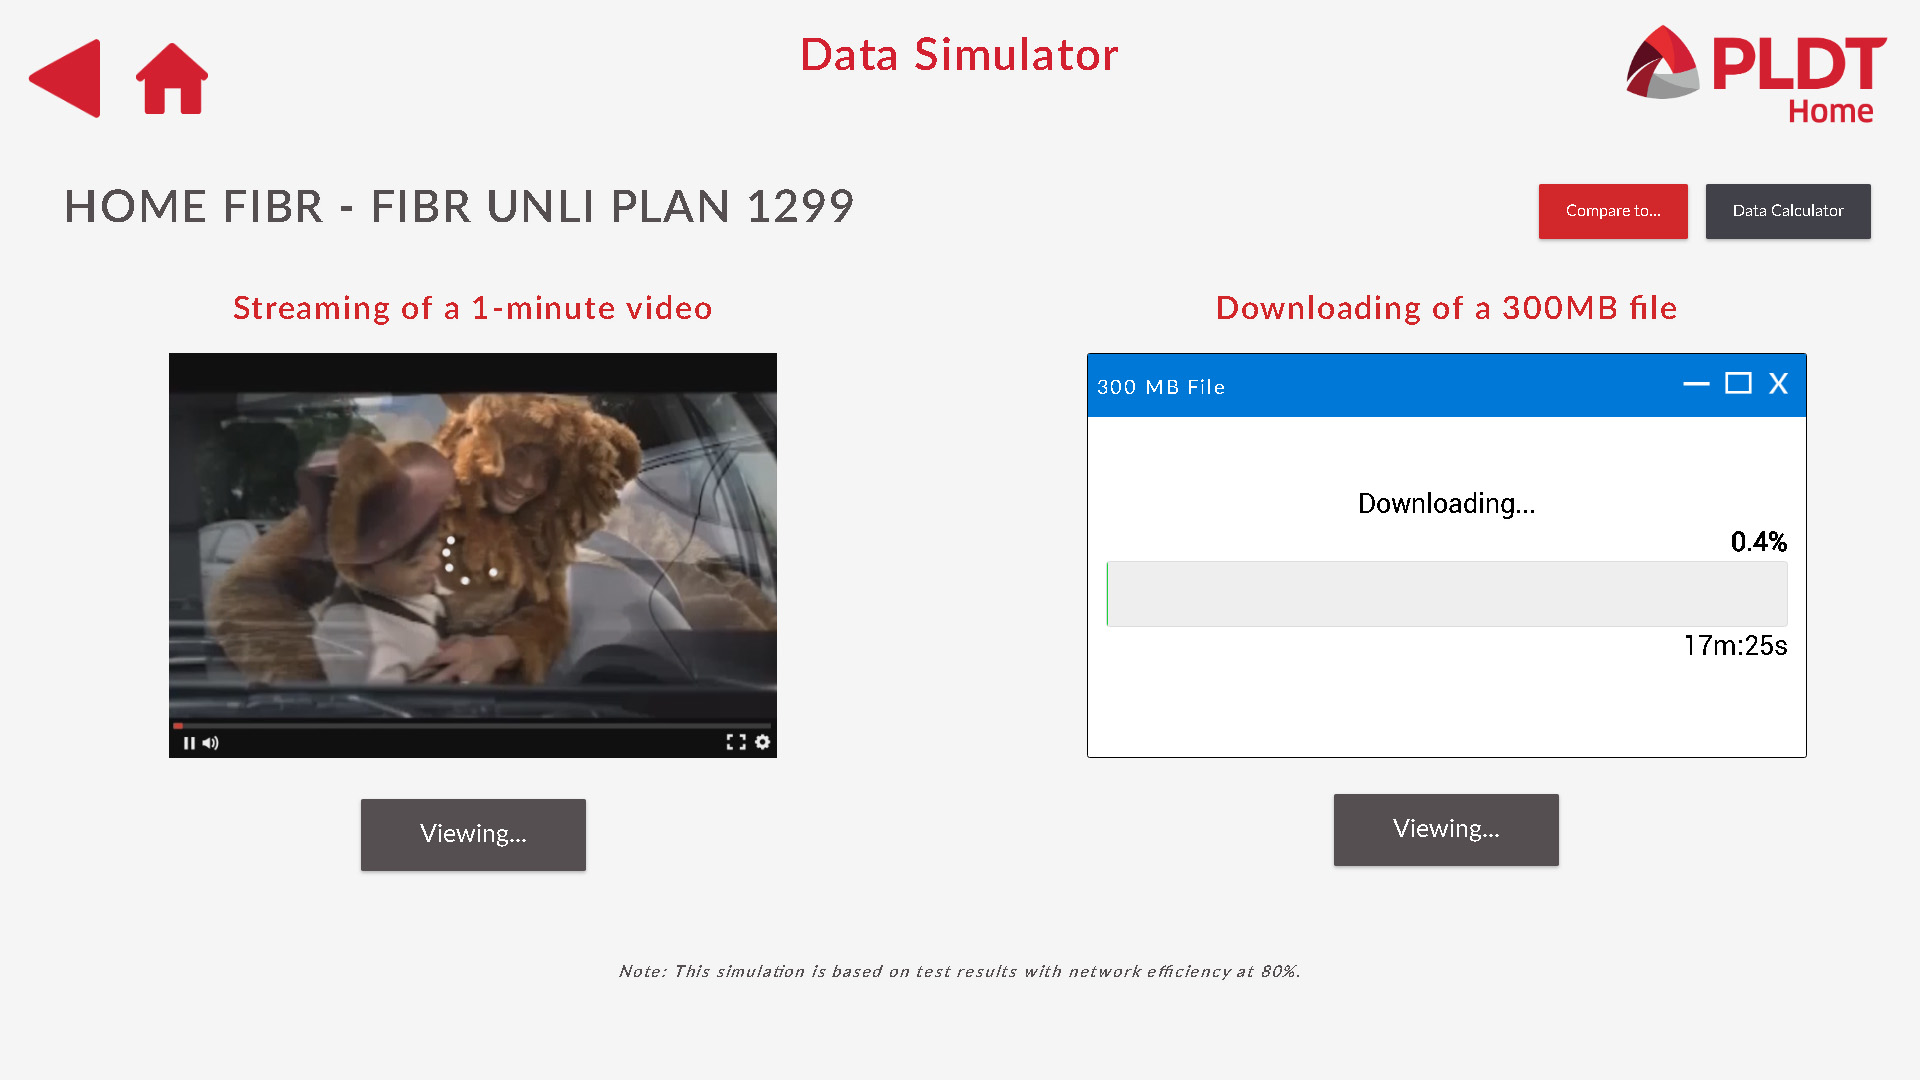 Data Simulator
PLDT
Home
HOME FIBR - FIBR UNLI PLAN 1299
Compare to...
Data Calculator
Streaming of a 1-minute video
Downloading of a 300MB file
300 MB File
Downloading...
0.4%
17m:25s
Viewing...
Viewing...
Note: This simulation is based on test results with network efficiency at 80%.